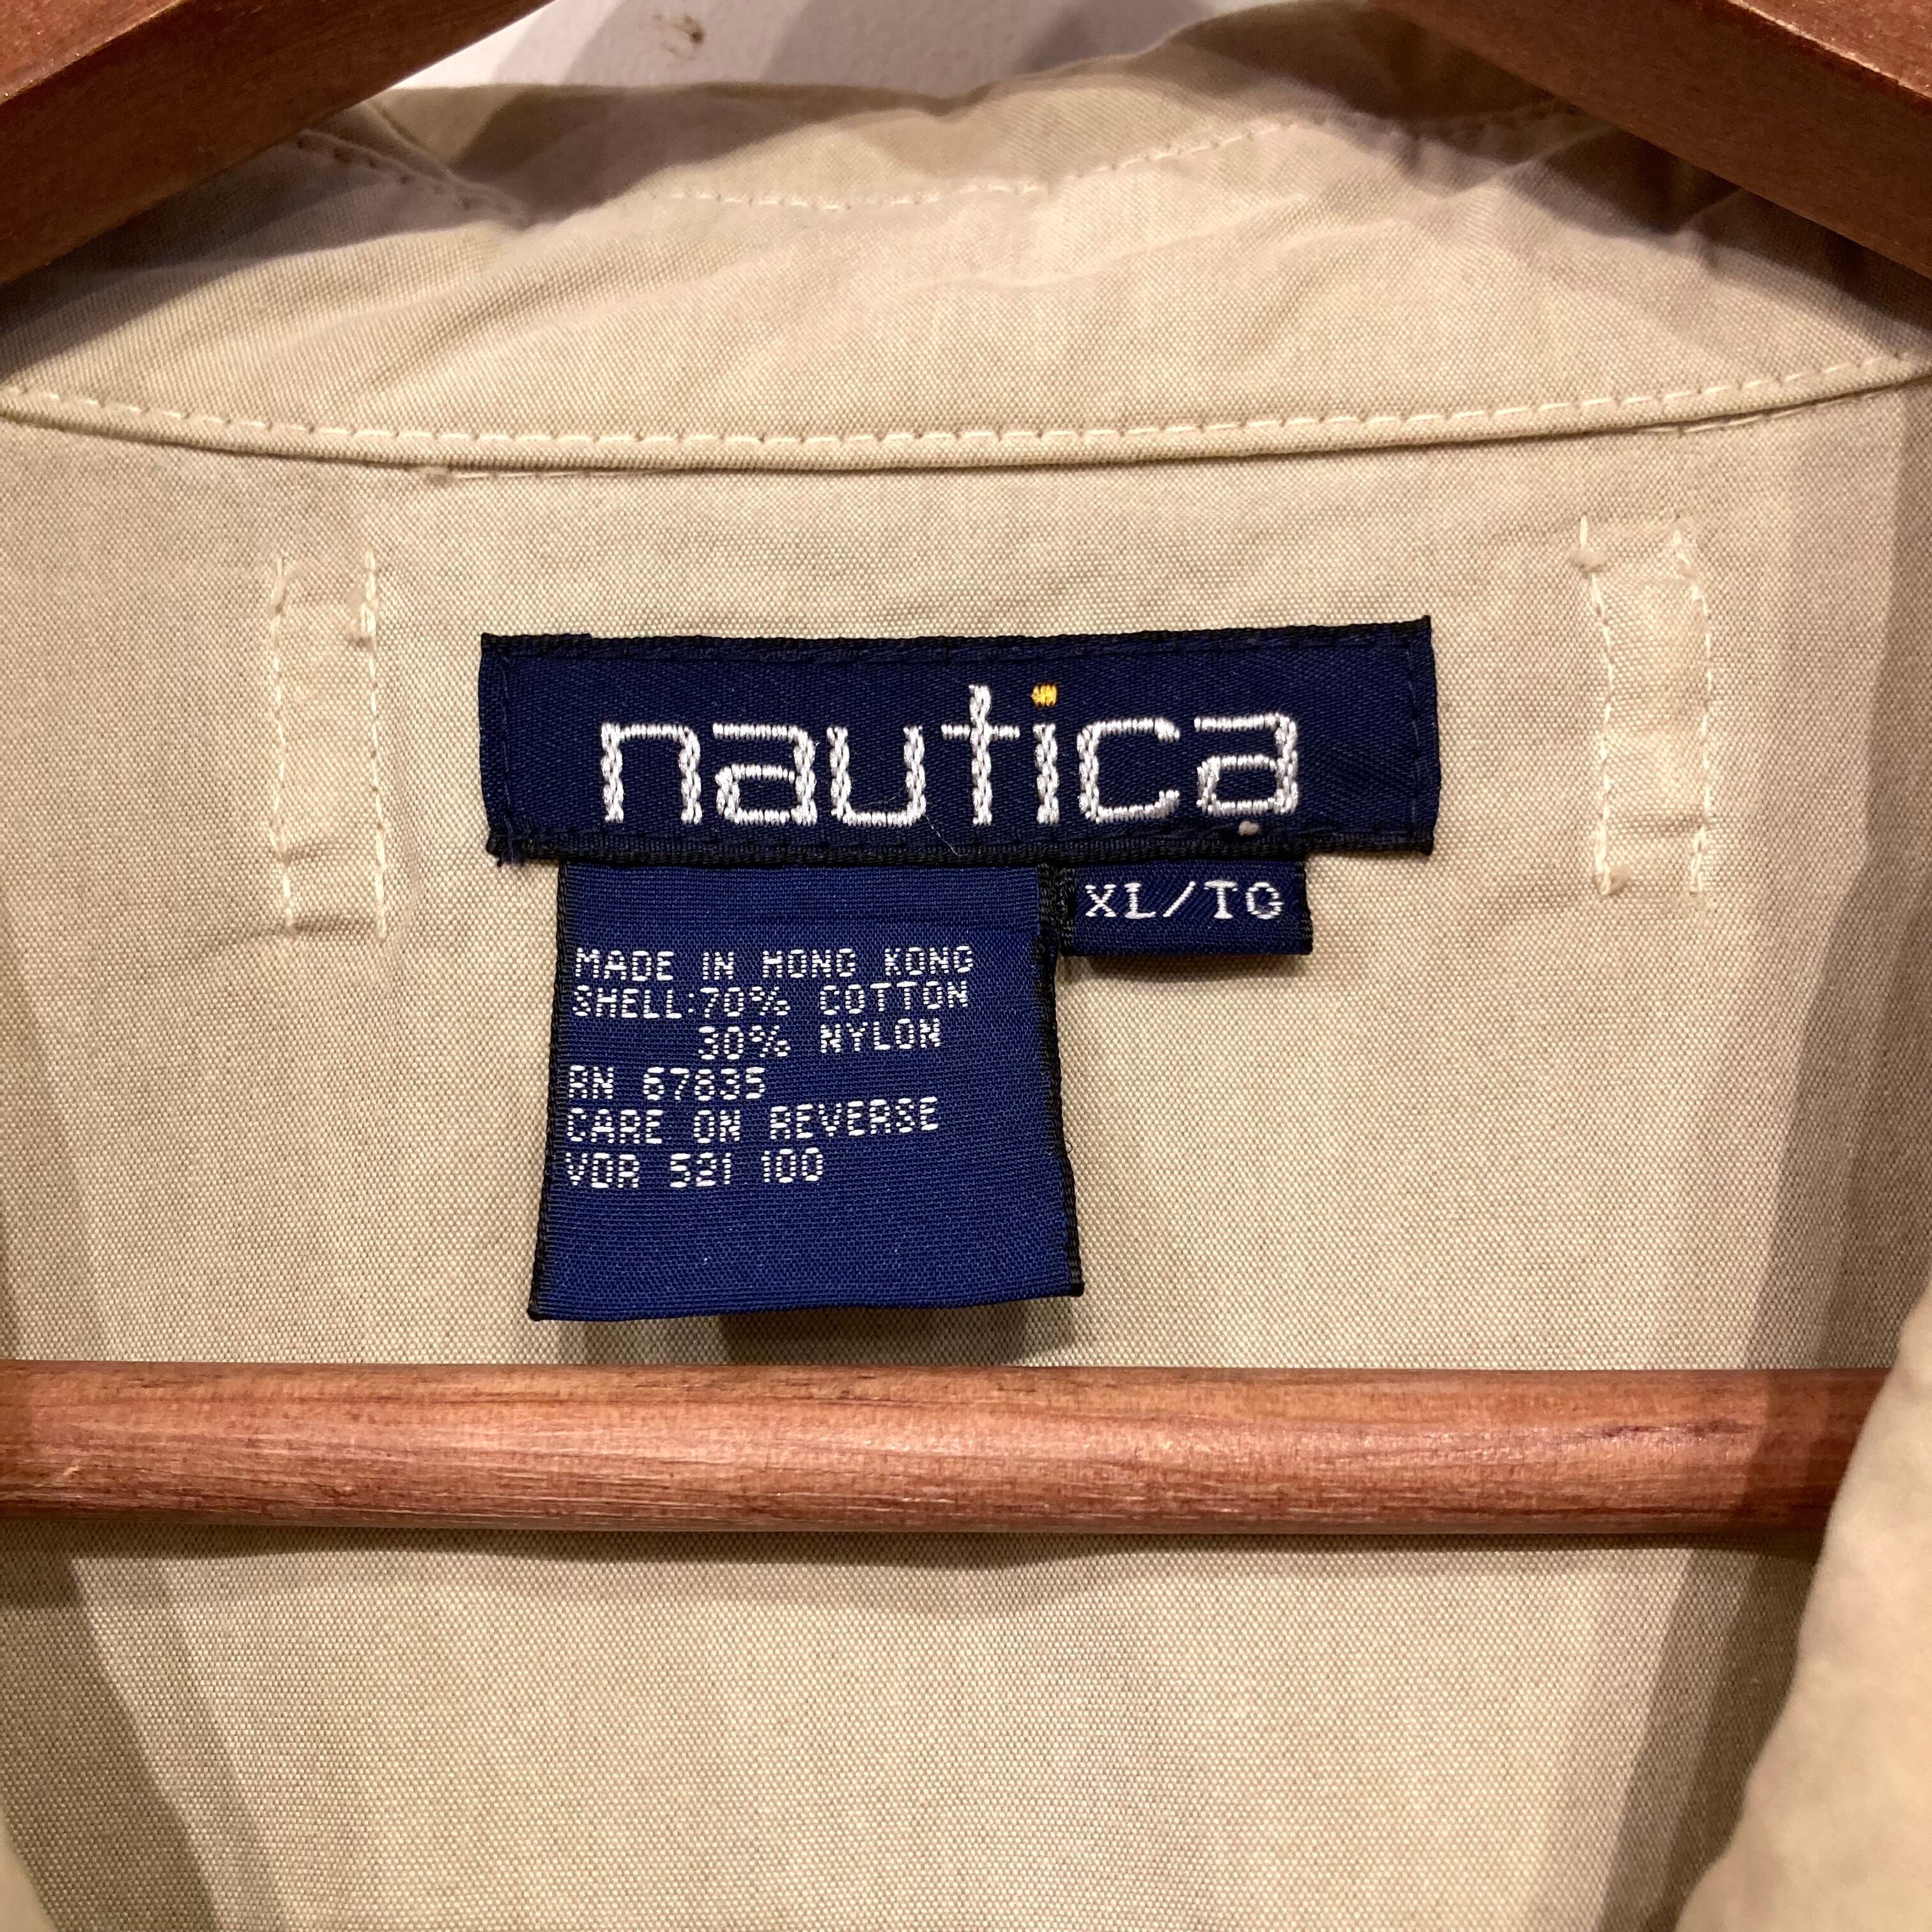 nautica
XL/TG
MADE IN HONG KONG
SHELL:70% COTTON
30% NYLON
RN 67835
CARE ON REVERSE
VDR 521 100